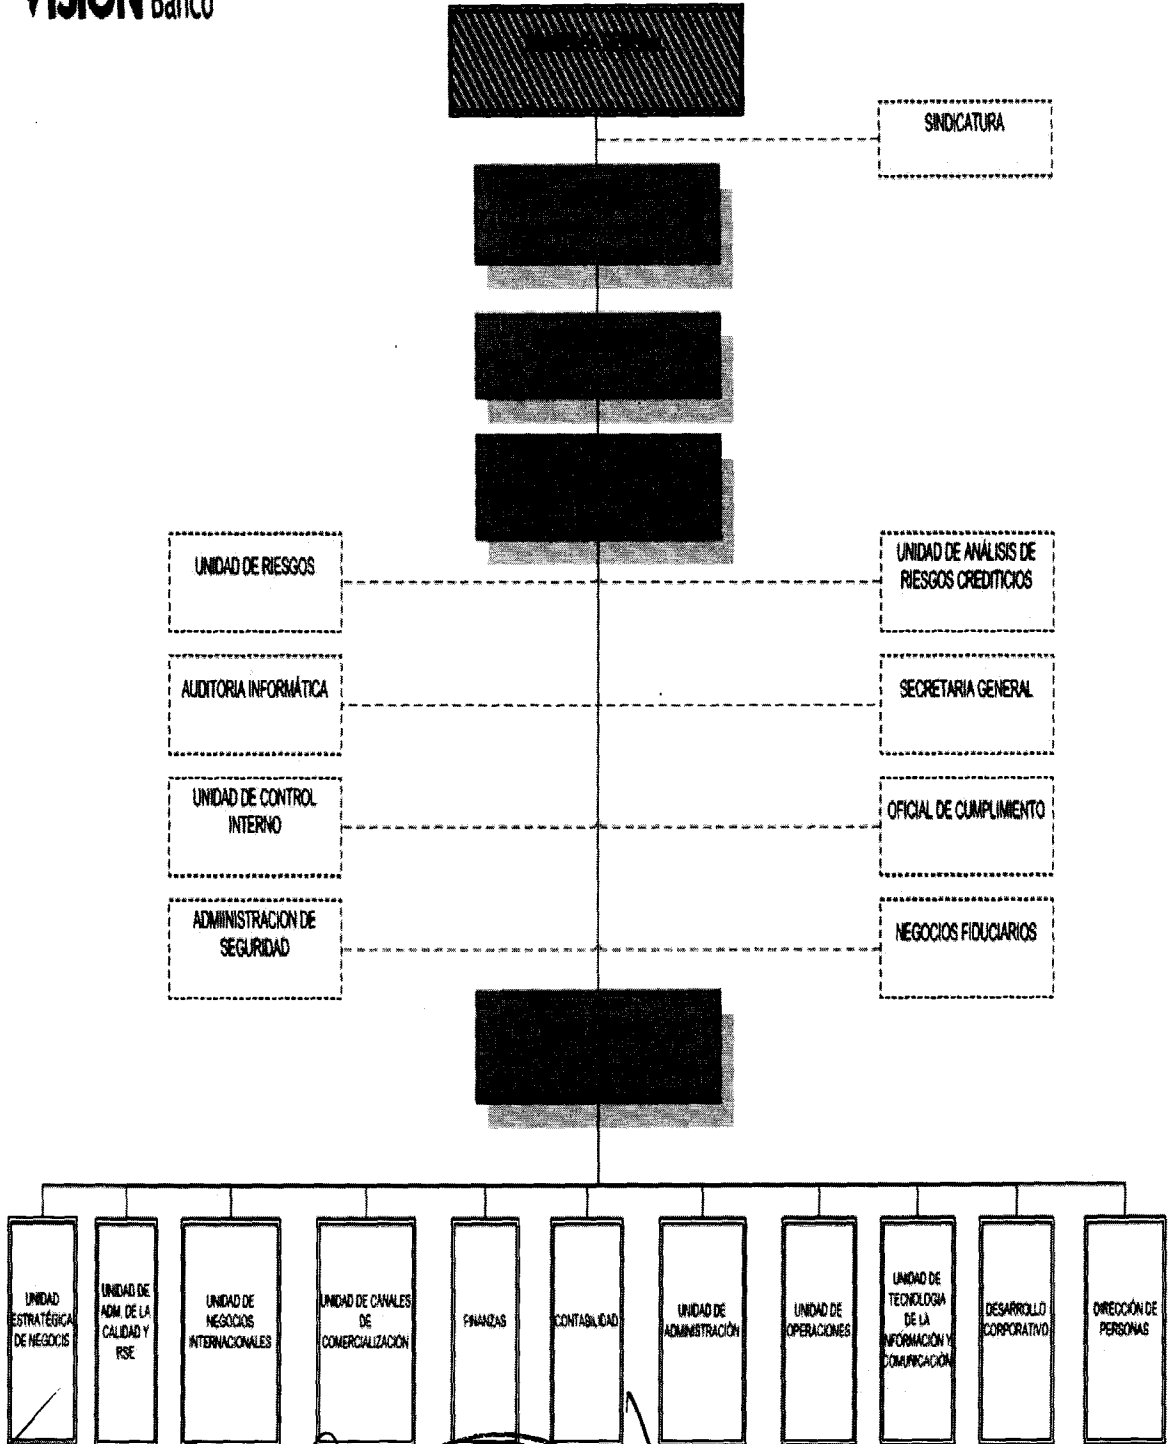 VISION Banco
SINDICATURA
UNIDAD DE RIESGOS
UNIDAD DE ANÁLISIS DE
RIESGOS CREDITICIOS
AUDITORIA INFORMÁTICA
SECRETARIA GENERAL
UNIDAD DE CONTROL
INTERNO
OFICIAL DE CUMPLIMIENTO
ADMIINISTRACION DE
SEGURIDAD
NEGOCIOS FIDUCIARIOS
UNIDAD
ESTRATÉGICA
DE NEGOCIS
UNIDAD DE
ADM. DE LA
CALIDAD Y
RSE
UNIDAD DE
NEGOCIOS
INTERNACIONALES
UNIDAD DE CANALES
DE
COMERCIALIZACIÓN
FINANZAS
CONTABILIDAD
UNIDAD DE
ADMINISTRACIÓN
UNIDAD DE
OPERACIONES
UNIDAD DE
TECNOLOGIA
DE LA
INFORMACIÓN Y
COMUNICACIÓN
DESARROLLO
CORPORATIVO
DIRECCIÓN DE
PERSONAS